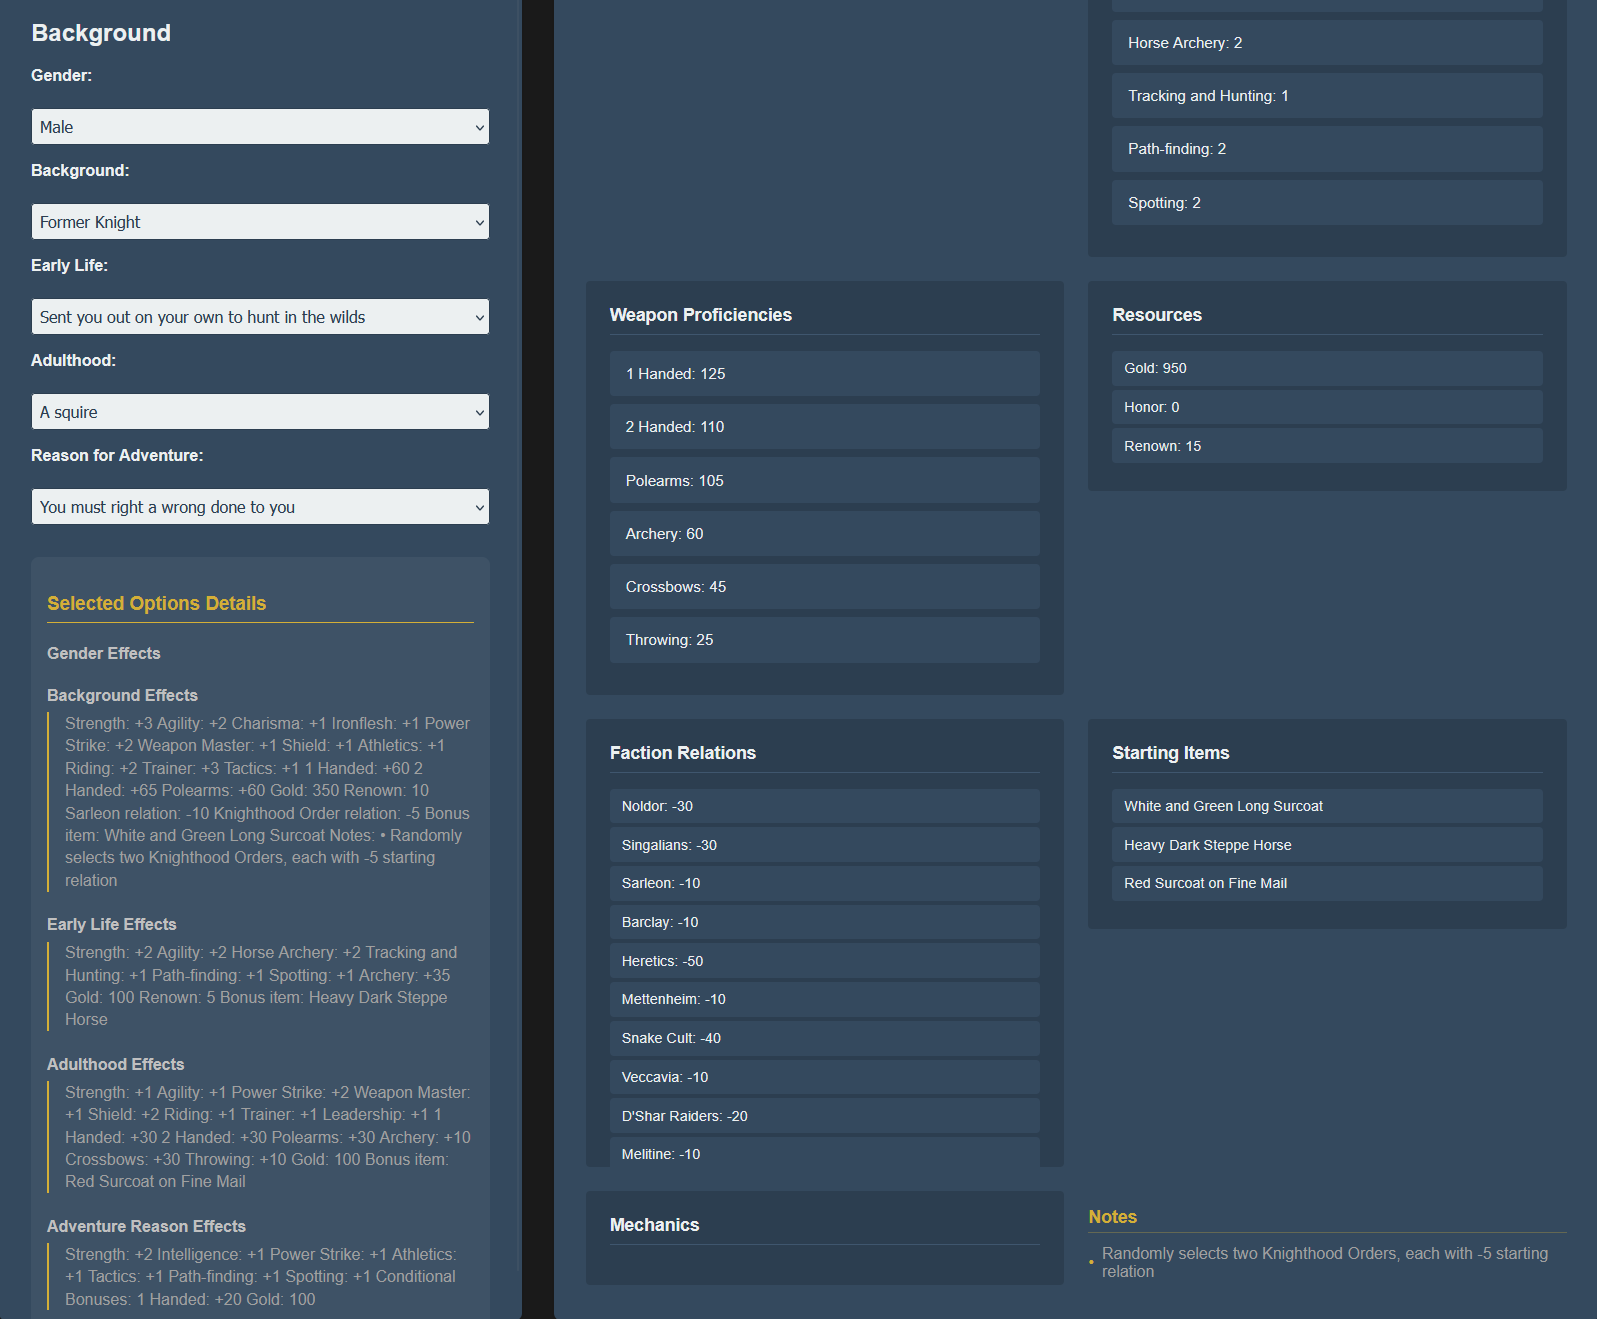 Background
Gender:
Male
Background:
Former Knight
Early Life:
Sent you out on your own to hunt in the wilds
Adulthood:
A squire
Reason for Adventure:
You must right a wrong done to you
Selected Options Details
Gender Effects
Background Effects
Strength: +3 Agility: +2 Charisma: +1 Ironflesh: +1 Power
Strike: +2 Weapon Master: +1 Shield: +1 Athletics: +1
Riding: +2 Trainer: +3 Tactics: +1 1 Handed: +60 2
Handed: +65 Polearms: +60 Gold: 350 Renown: 10
Sarleon relation: -10 Knighthood Order relation: -5 Bonus
item: White and Green Long Surcoat Notes: • Randomly
selects two Knighthood Orders, each with -5 starting
relation
Early Life Effects
Strength: +2 Agility: +2 Horse Archery: +2 Tracking and
Hunting: +1 Path-finding: +1 Spotting: +1 Archery: +35
Gold: 100 Renown: 5 Bonus item: Heavy Dark Steppe
Horse
Adulthood Effects
Strength: +1 Agility: +1 Power Strike: +2 Weapon Master:
+1 Shield: +2 Riding: +1 Trainer: +1 Leadership: +1 1
Handed: +30 2 Handed: +30 Polearms: +30 Archery: +10
Crossbows: +30 Throwing: +10 Gold: 100 Bonus item:
Red Surcoat on Fine Mail
Adventure Reason Effects
Strength: +2 Intelligence: +1 Power Strike: +1 Athletics:
+1 Tactics: +1 Path-finding: +1 Spotting: +1 Conditional
Bonuses: 1 Handed: +20 Gold: 100
Horse Archery: 2
Tracking and Hunting: 1
Path-finding: 2
Spotting: 2
Weapon Proficiencies
1 Handed: 125
2 Handed: 110
Polearms: 105
Archery: 60
Crossbows: 45
Throwing: 25
Resources
Gold: 950
Honor: 0
Renown: 15
Faction Relations
Noldor: -30
Singalians: -30
Sarleon: -10
Barclay: -10
Heretics: -50
Mettenheim: -10
Snake Cult: -40
Veccavia: -10
D'Shar Raiders: -20
Melitine: -10
Starting Items
White and Green Long Surcoat
Heavy Dark Steppe Horse
Red Surcoat on Fine Mail
Mechanics
Notes
• Randomly selects two Knighthood Orders, each with -5 starting
relation